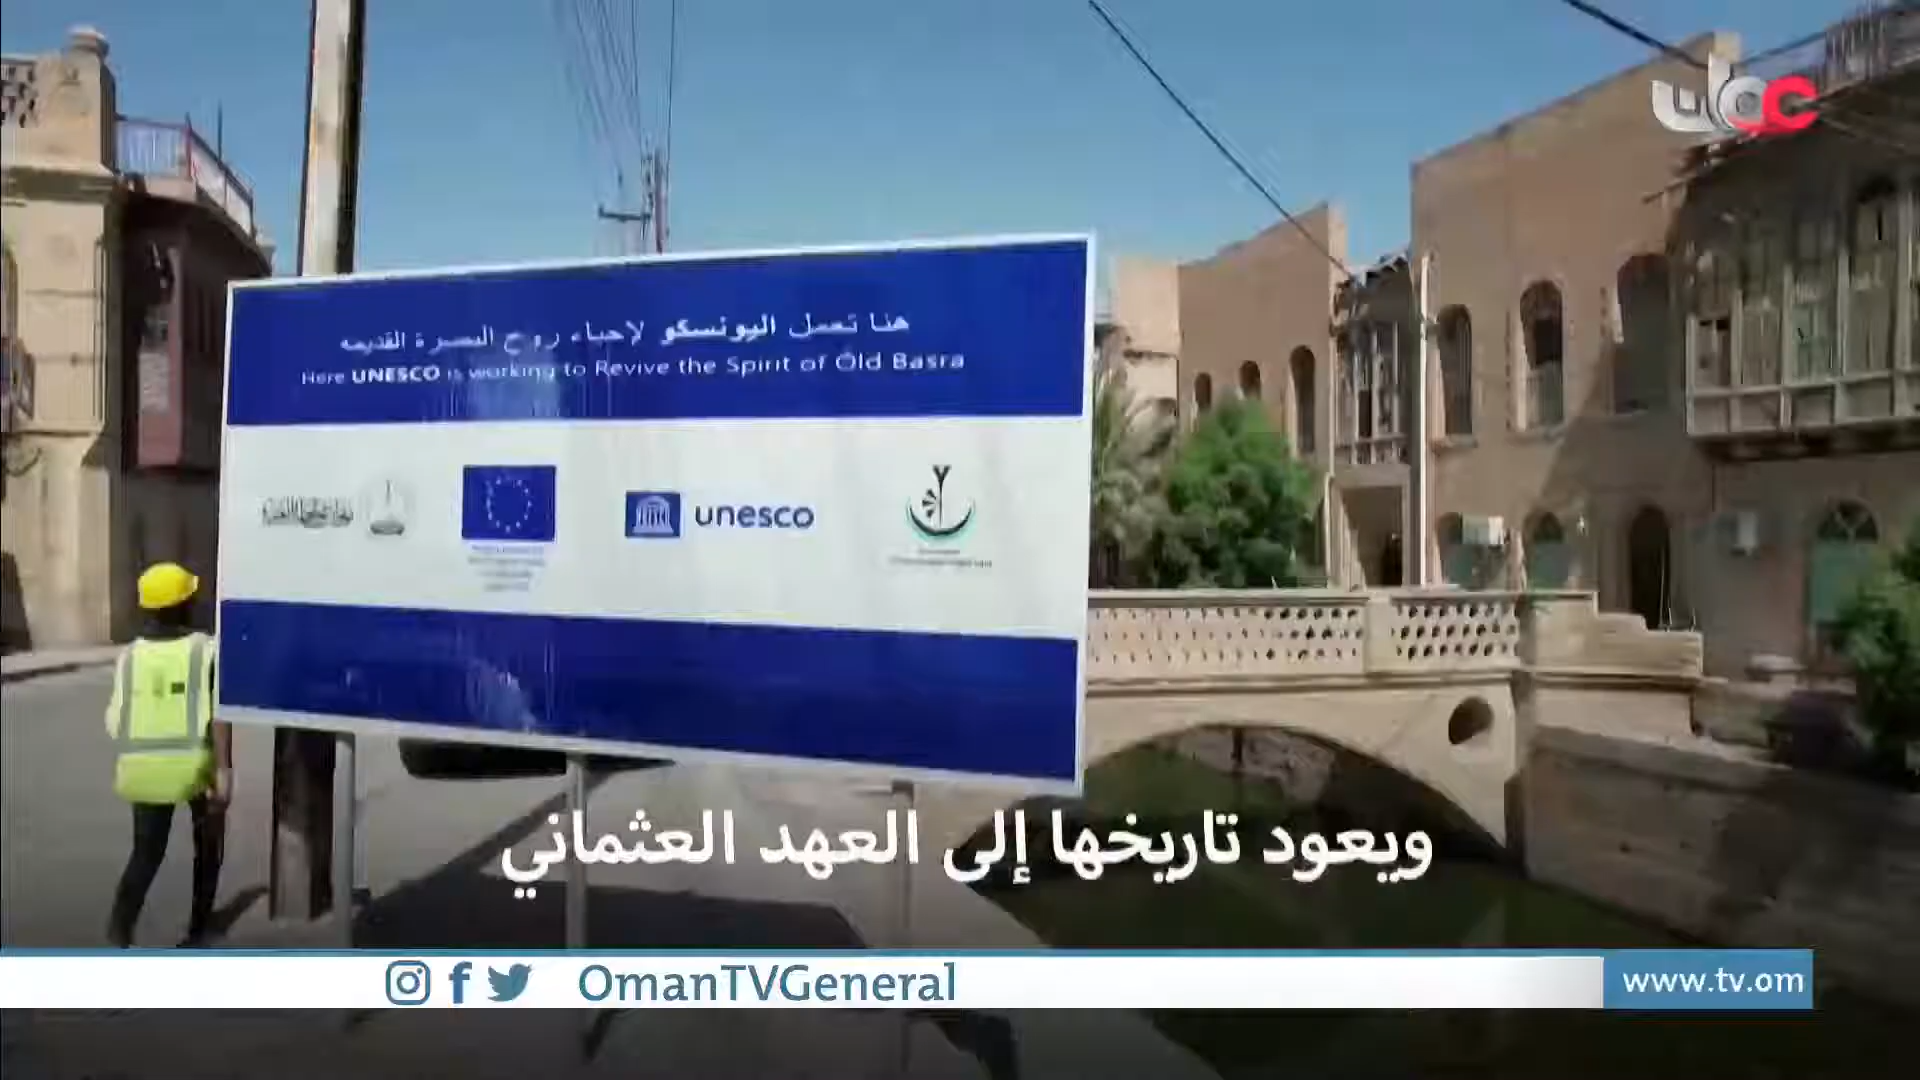 عمان
هنا تعمل اليونسكو لإحياء روح البصرة القديمة
Here UNESCO is working to Revive the Spirit of Old Basra
unesco
ويعود تاريخها إلى العهد العثماني
OmanTVGeneral
www.tv.om